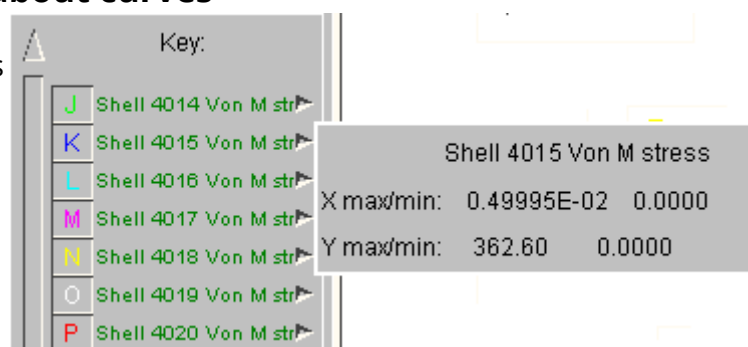 about curves
s
Key:
J Shell 4014 Von M str
K Shell 4015 Von M str
L Shell 4016 Von M str
M Shell 4017 Von M str
N Shell 4018 Von M str
O Shell 4019 Von M str
P Shell 4020 Von M str
Shell 4015 Von M stress
X max/min: 0.49995E-02 0.0000
Y max/min: 362.60 0.0000